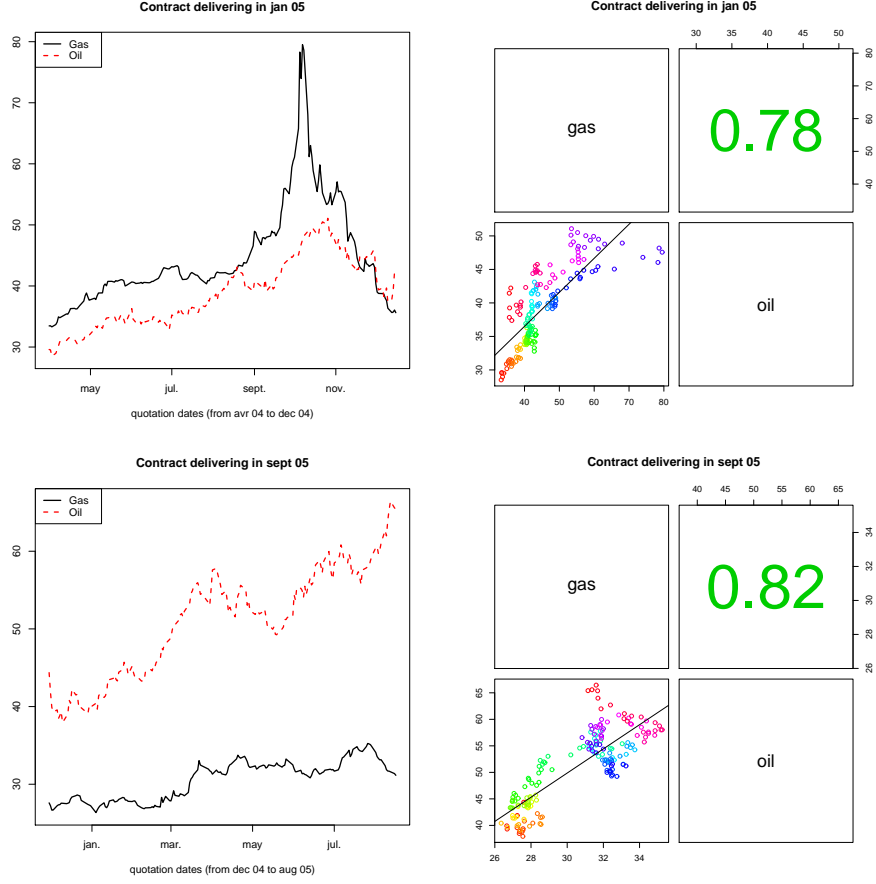 Contract delivering in jan 05
Gas
Oil
80
70
60
50
40
30
may jul. sept. nov.
quotation dates (from avr 04 to dec 04)
Contract delivering in jan 05
30 35 40 45 50
gas
0.78
80
70
60
50
40
50
45
40
35
30
oil
40 50 60 70 80
Contract delivering in sept 05
Gas
Oil
60
50
40
30
jan. mar. may jul.
quotation dates (from dec 04 to aug 05)
Contract delivering in sept 05
40 45 50 55 60 65
gas
0.82
34
32
30
28
26
65
60
55
50
45
40
oil
26 28 30 32 34